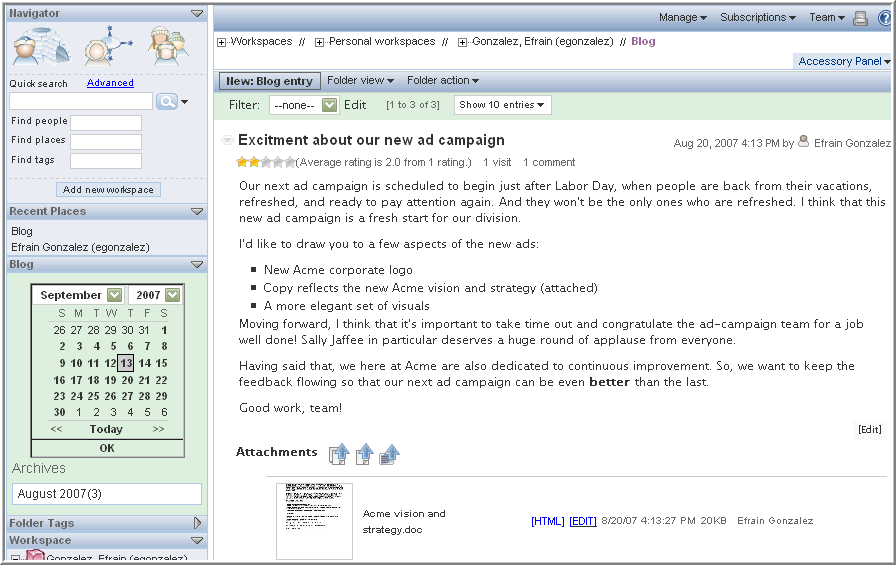 Navigator
Manage Subscriptions Team
Workspaces // Personal workspaces // Gonzalez, Efrain (egonzalez) // Blog
Accessory Panel
Quick search Advanced
Find people
Find places
Find tags
Add new workspace
Recent Places
Blog
Efrain Gonzalez (egonzalez)
Blog
September 2007
S M T W T F S
26 27 28 29 30 31 1
2 3 4 5 6 7 8
9 10 11 12 13 14 15
16 17 18 19 20 21 22
23 24 25 26 27 28 29
30 1 2 3 4 5 6
<< Today >>
OK
Archives
August 2007(3)
Folder Tags
Workspace
Gonzalez, Efrain (egonzalez)
New: Blog entry Folder view Folder action
Filter: --none-- Edit [1 to 3 of 3] Show 10 entries
Excitment about our new ad campaign
Aug 20, 2007 4:13 PM by Efrain Gonzalez
(Average rating is 2.0 from 1 rating.) 1 visit 1 comment
Our next ad campaign is scheduled to begin just after Labor Day, when people are back from their vacations,
refreshed, and ready to pay attention again. And they won't be the only ones who are refreshed. I think that this
new ad campaign is a fresh start for our division.
I'd like to draw you to a few aspects of the new ads:
New Acme corporate logo
Copy reflects the new Acme vision and strategy (attached)
A more elegant set of visuals
Moving forward, I think that it's important to take time out and congratulate the ad-campaign team for a job
well done! Sally Jaffee in particular deserves a huge round of applause from everyone.
Having said that, we here at Acme are also dedicated to continuous improvement. So, we want to keep the
feedback flowing so that our next ad campaign can be even better than the last.
Good work, team!
[Edit]
Attachments
Acme vision and
strategy.doc
[HTML] [EDIT] 8/20/07 4:13:27 PM 20KB Efrain Gonzalez